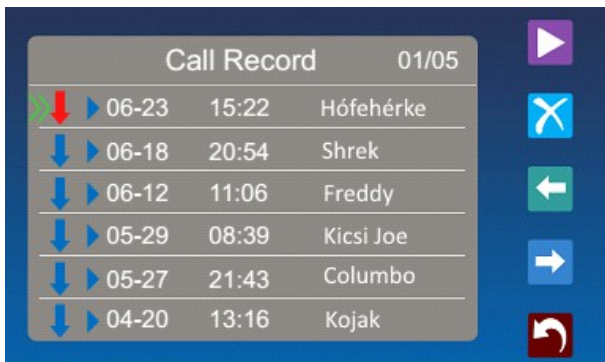 Call Record 01/05
06-23 15:22 Hófehérke
06-18 20:54 Shrek
06-12 11:06 Freddy
05-29 08:39 Kicsi Joe
05-27 21:43 Columbo
04-20 13:16 Kojak